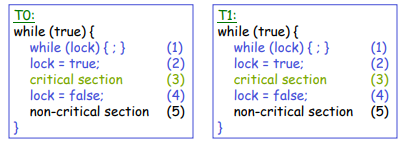 T0:
while (true) {
while (lock) { ; } (1)
lock = true; (2)
critical section (3)
lock = false; (4)
non-critical section (5)
}
T1:
while (true) {
while (lock) { ; } (1)
lock = true; (2)
critical section (3)
lock = false; (4)
non-critical section (5)
}